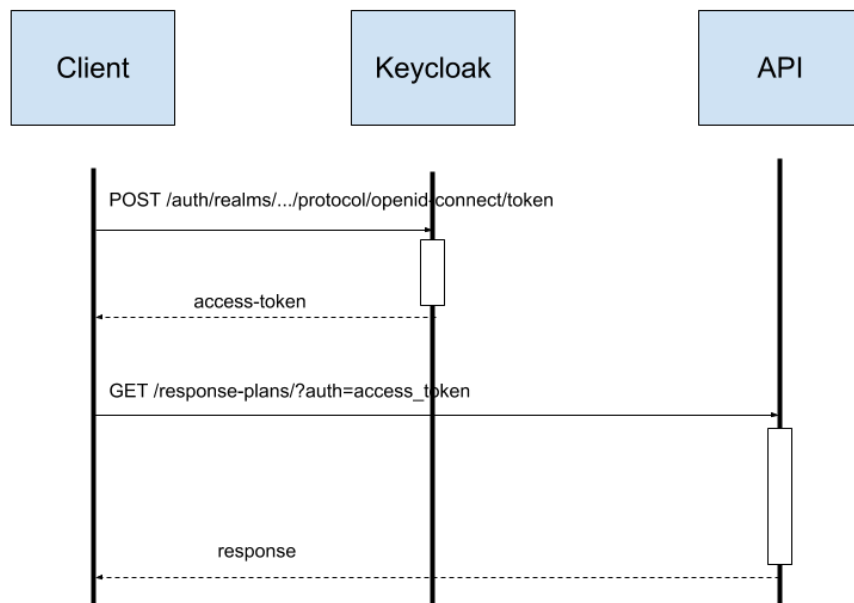 Client
Keycloak
API
POST /auth/realms/.../protocol/openid-connect/token
access-token
GET /response-plans/?auth=access_token
response